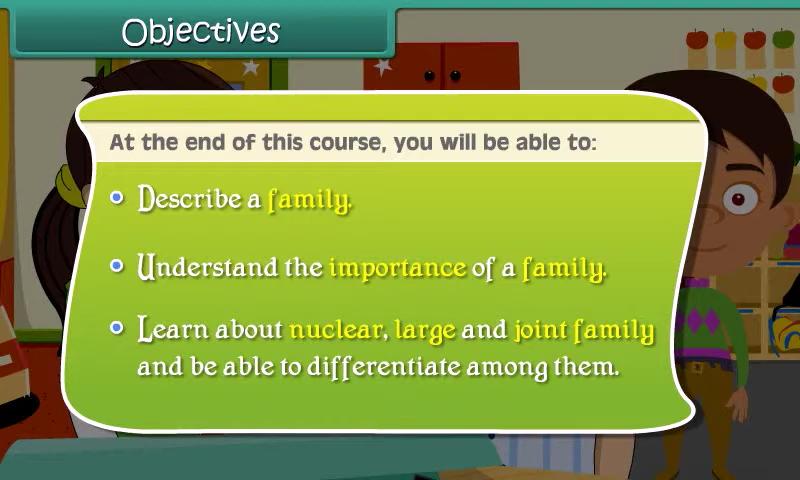 Objectives
At the end of this course, you will be able to:
Describe a family.
Understand the importance of a family.
Learn about nuclear, large and joint family
and be able to differentiate among them.